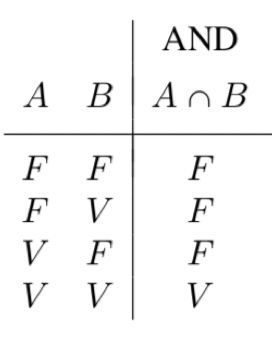 AND
A B A ∩ B
F F F
F V F
V F F
V V V